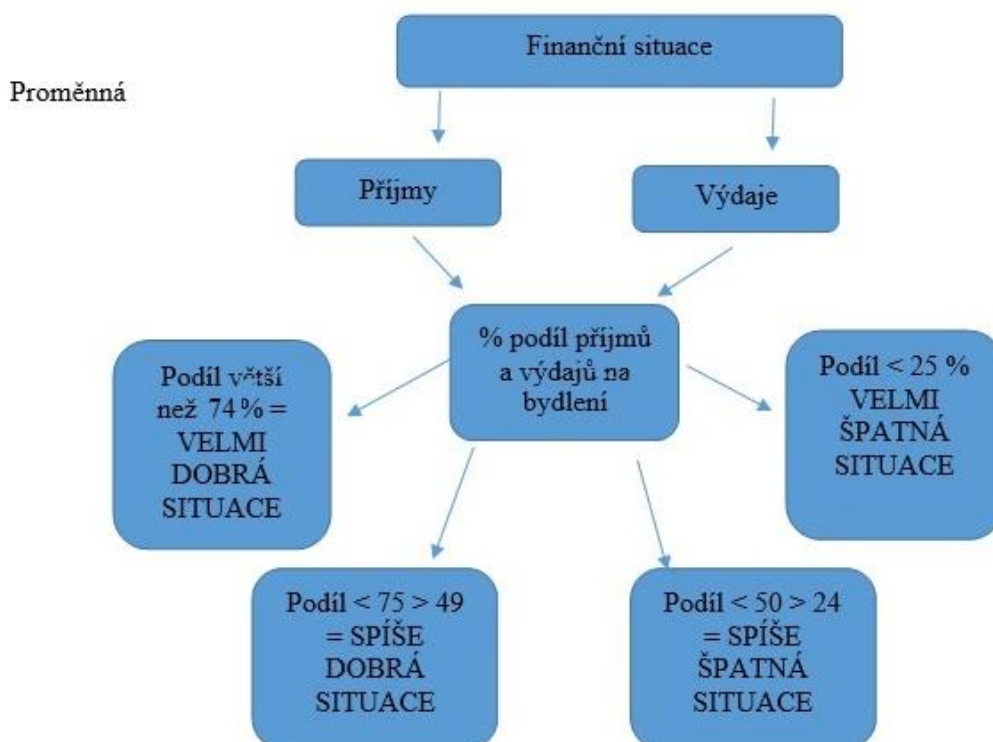 Finanční situace
Proměnná
Příjmy
Výdaje
% podíl příjmů
a výdajů na
bydlení
Podíl větší
než 74 % =
VELMI
DOBRÁ
SITUACE
Podíl < 25 %
VELMI
ŠPATNÁ
SITUACE
Podíl < 75 > 49
= SPÍŠE
DOBRÁ
SITUACE
Podíl < 50 > 24
= SPÍŠE
ŠPATNÁ
SITUACE